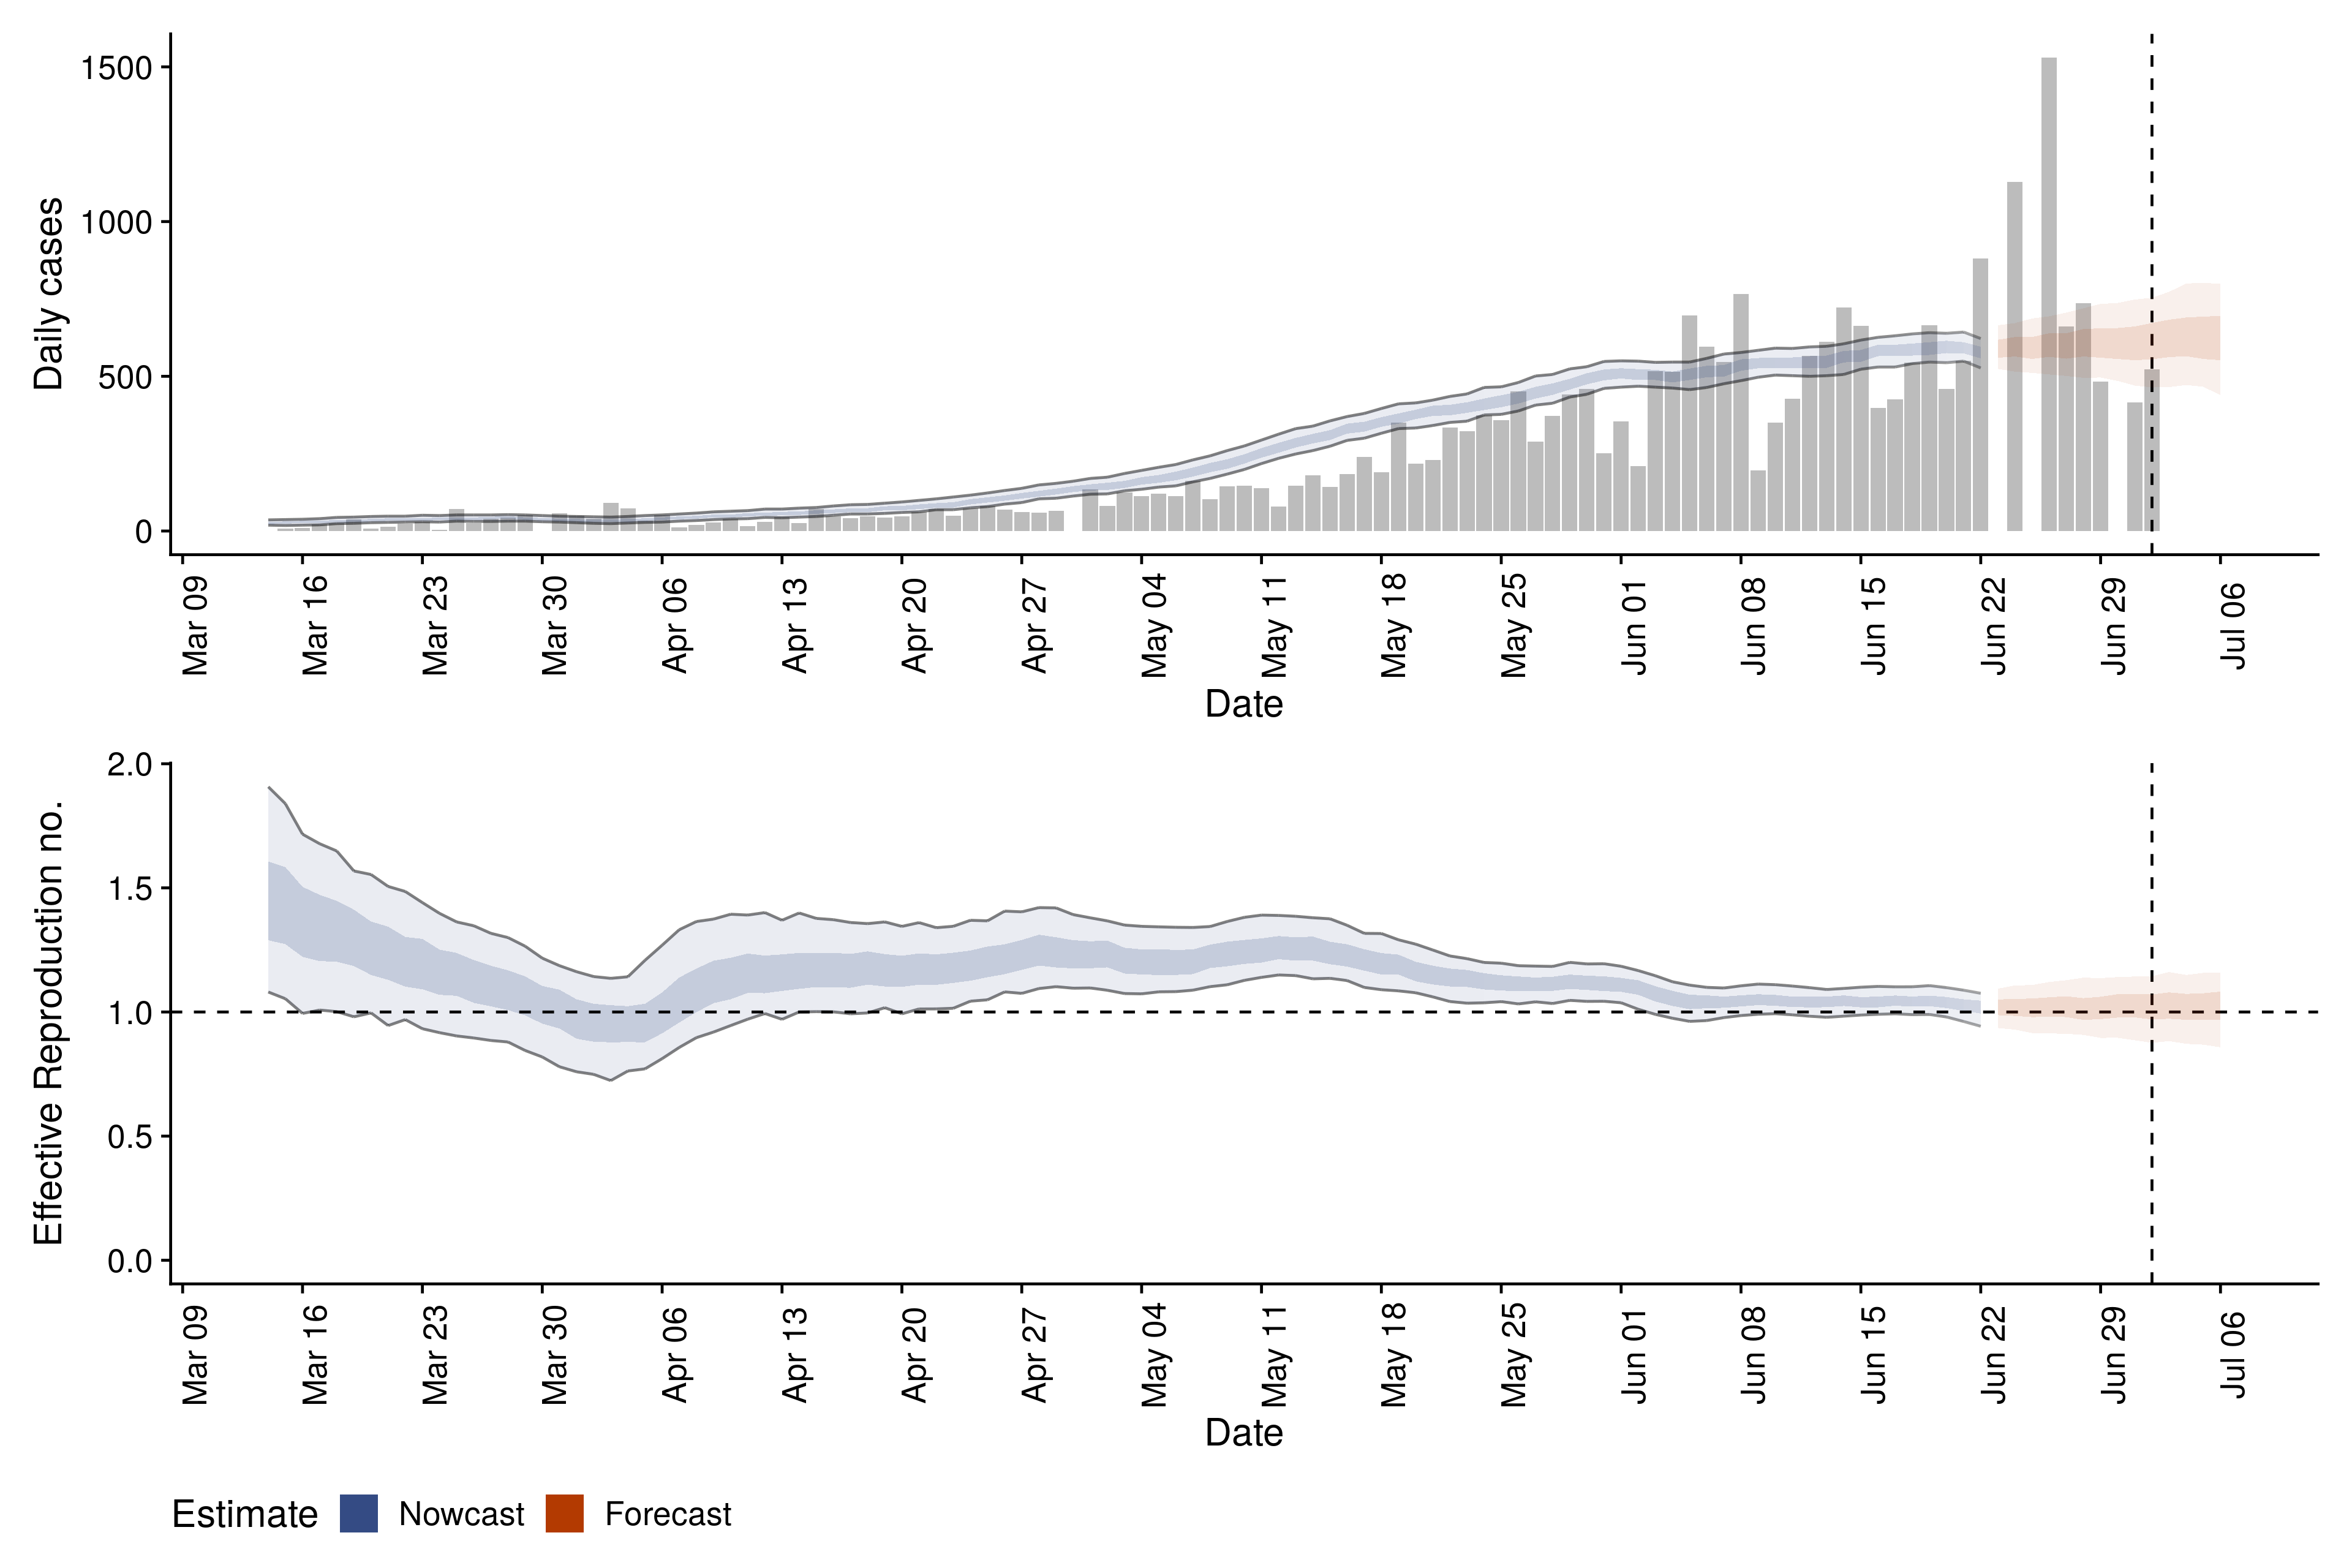 Daily cases
1500
1000
500
0
Mar 09
Mar 16
Mar 23
Mar 30
Apr 06
Apr 13
Apr 20
Apr 27
May 04
May 11
May 18
May 25
Jun 01
Jun 08
Jun 15
Jun 22
Jun 29
Jul 06
Date
Effective Reproduction no.
2.0
1.5
1.0
0.5
0.0
Mar 09
Mar 16
Mar 23
Mar 30
Apr 06
Apr 13
Apr 20
Apr 27
May 04
May 11
May 18
May 25
Jun 01
Jun 08
Jun 15
Jun 22
Jun 29
Jul 06
Date
Estimate Nowcast Forecast